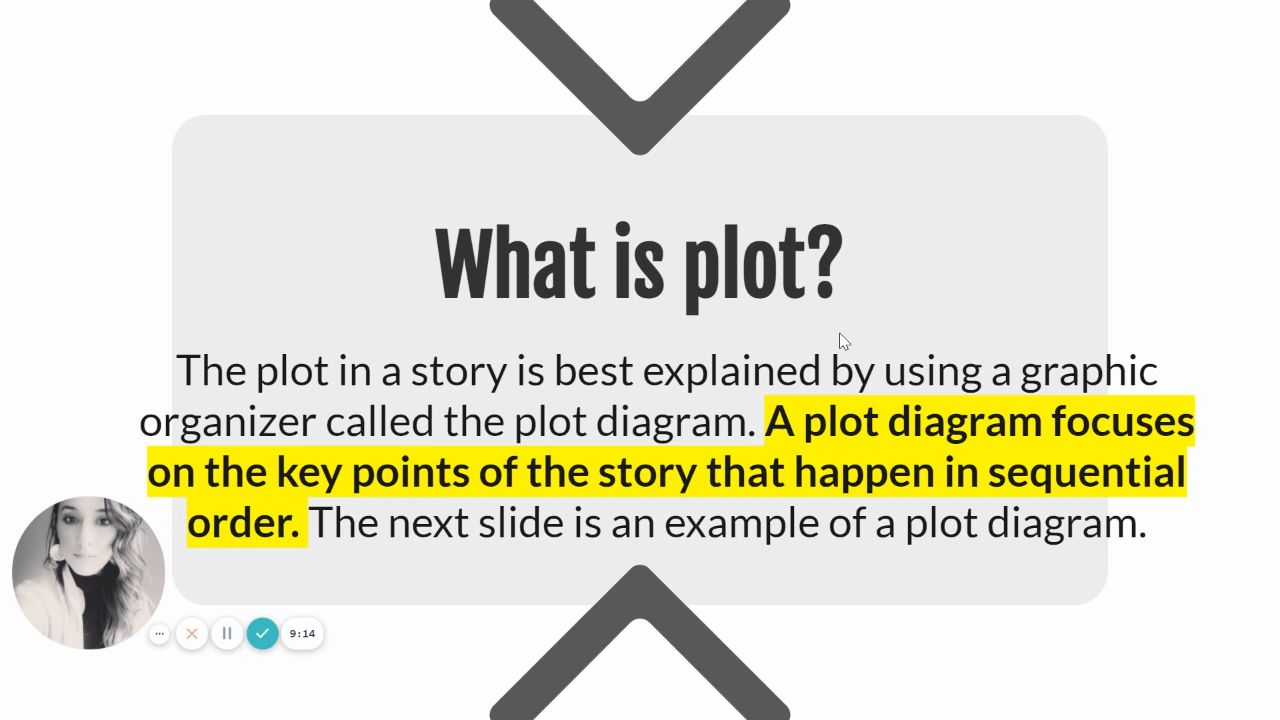 What is plot?
The plot in a story is best explained by using a graphic
organizer called the plot diagram. A plot diagram focuses
on the key points of the story that happen in sequential
order. The next slide is an example of a plot diagram.
9:14